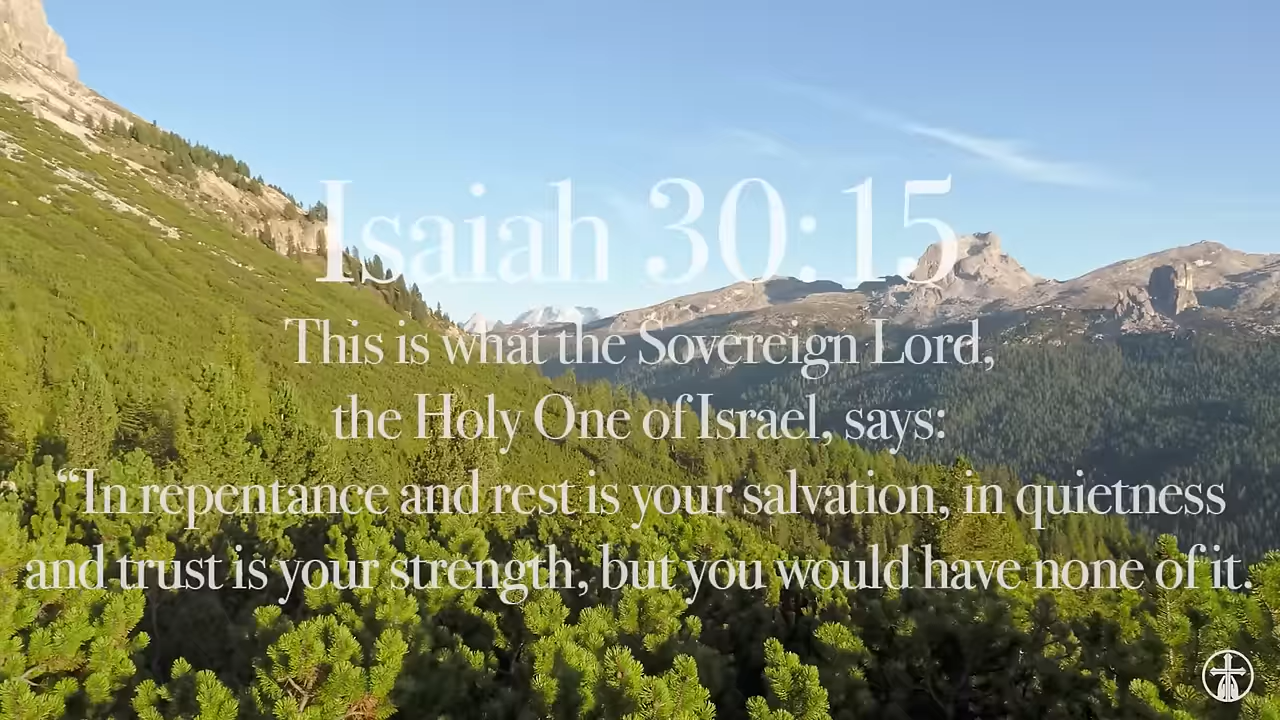 Isaiah 30:15
This is what the Sovereign Lord,
the Holy One of Israel, says:
“In repentance and rest is your salvation, in quietness
and trust is your strength, but you would have none of it.